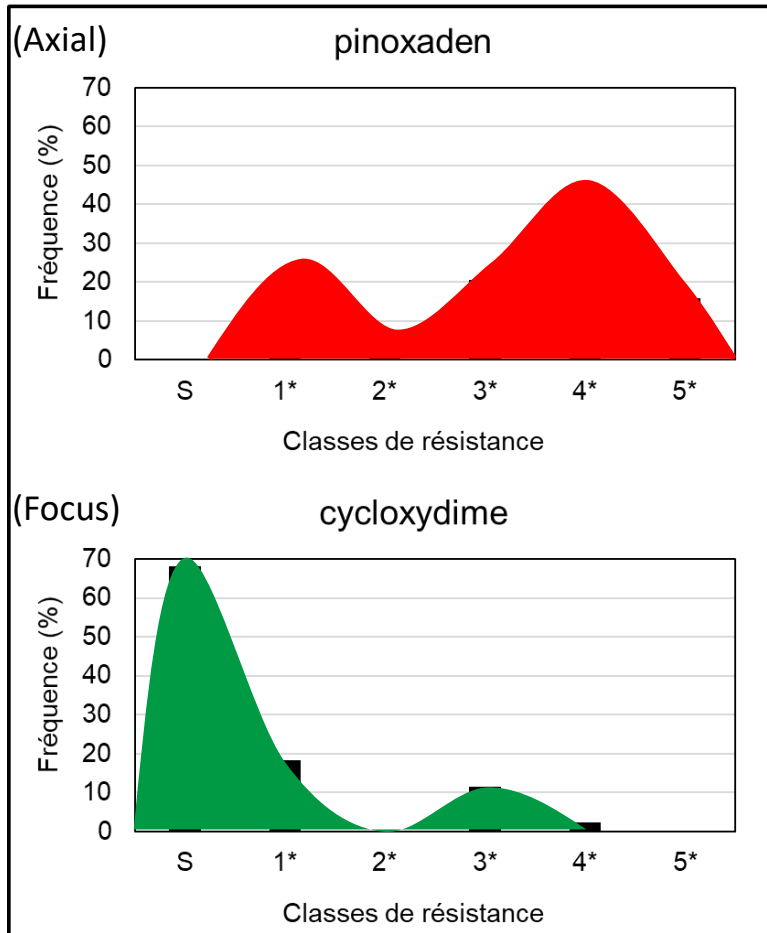 (Axial) pinoxaden
Fréquence (%)
70
60
50
40
30
20
10
0
S 1* 2* 3* 4* 5*
Classes de résistance
(Focus) cycloxydime
Fréquence (%)
70
60
50
40
30
20
10
0
S 1* 2* 3* 4* 5*
Classes de résistance